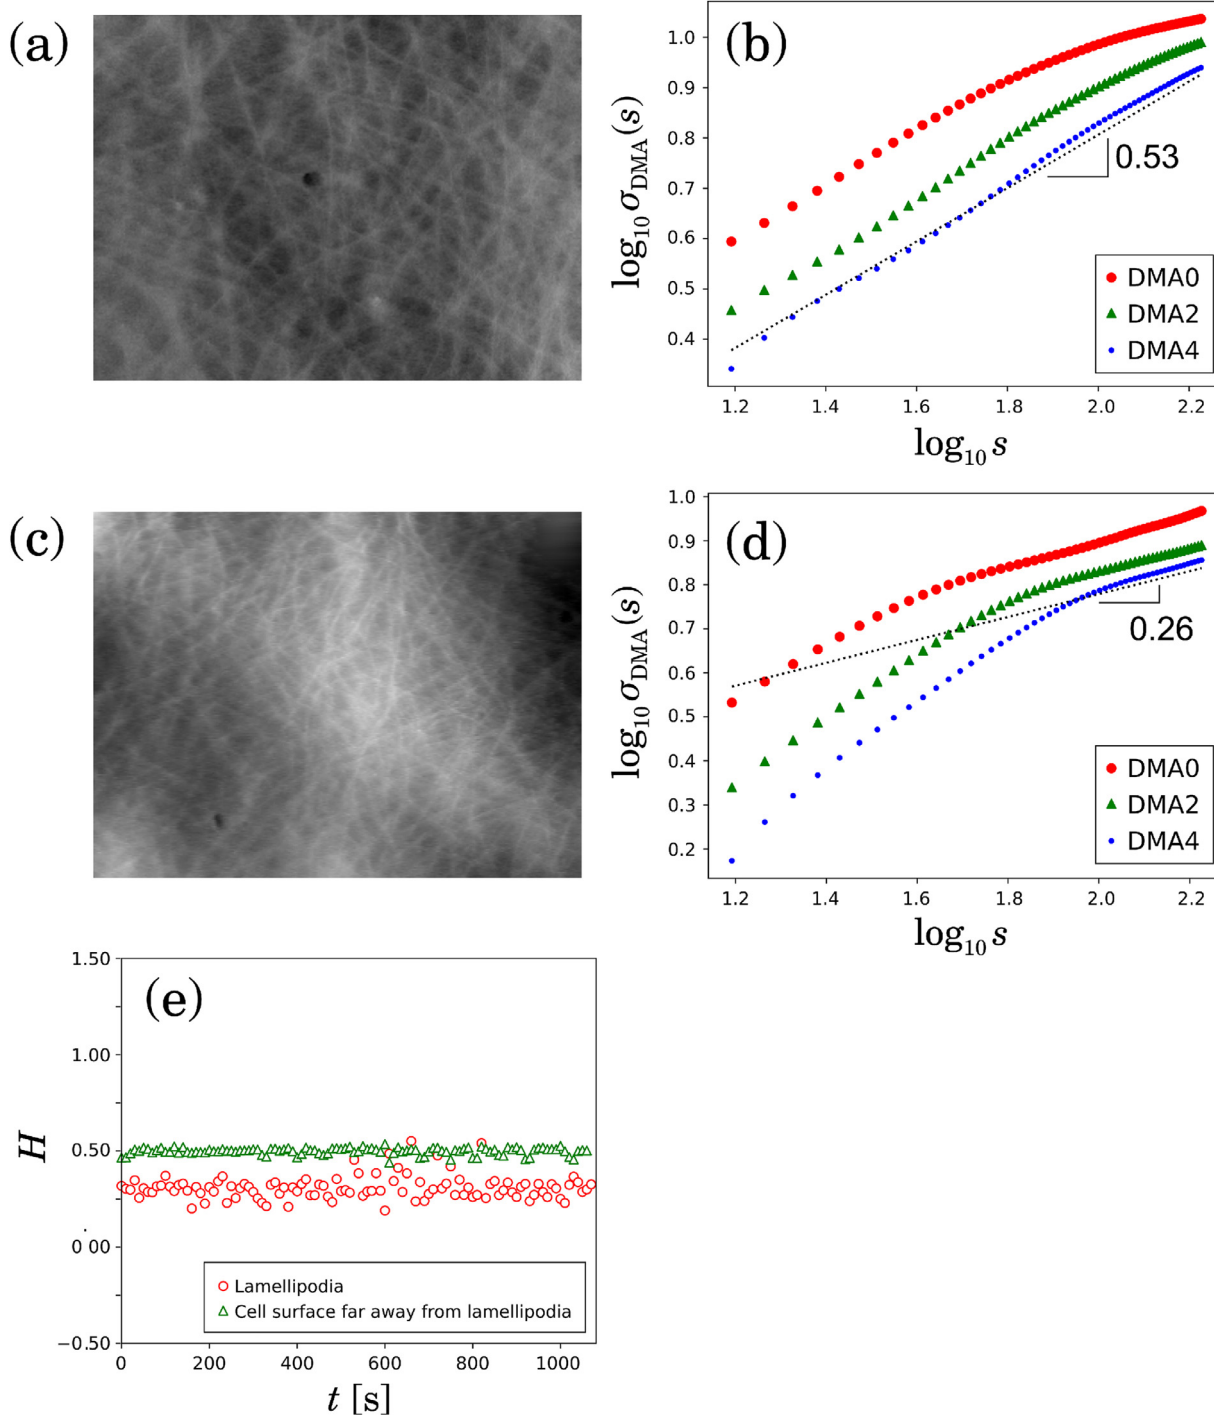 (a)
(b)
1.0
0.9
0.8
0.7
0.6
0.5
0.4
log10 σDMA(s)
0.53
DMA0
DMA2
DMA4
1.2 1.4 1.6 1.8 2.0 2.2
log10 s
(c)
(d)
1.0
0.9
0.8
0.7
0.6
0.5
0.4
0.3
0.2
log10 σDMA(s)
0.26
DMA0
DMA2
DMA4
1.2 1.4 1.6 1.8 2.0 2.2
log10 s
(e)
1.50
1.00
0.50
0 00
−0.50
H
Lamellipodia
Cell surface far away from lamellipodia
0 200 400 600 800 1000
t [s]